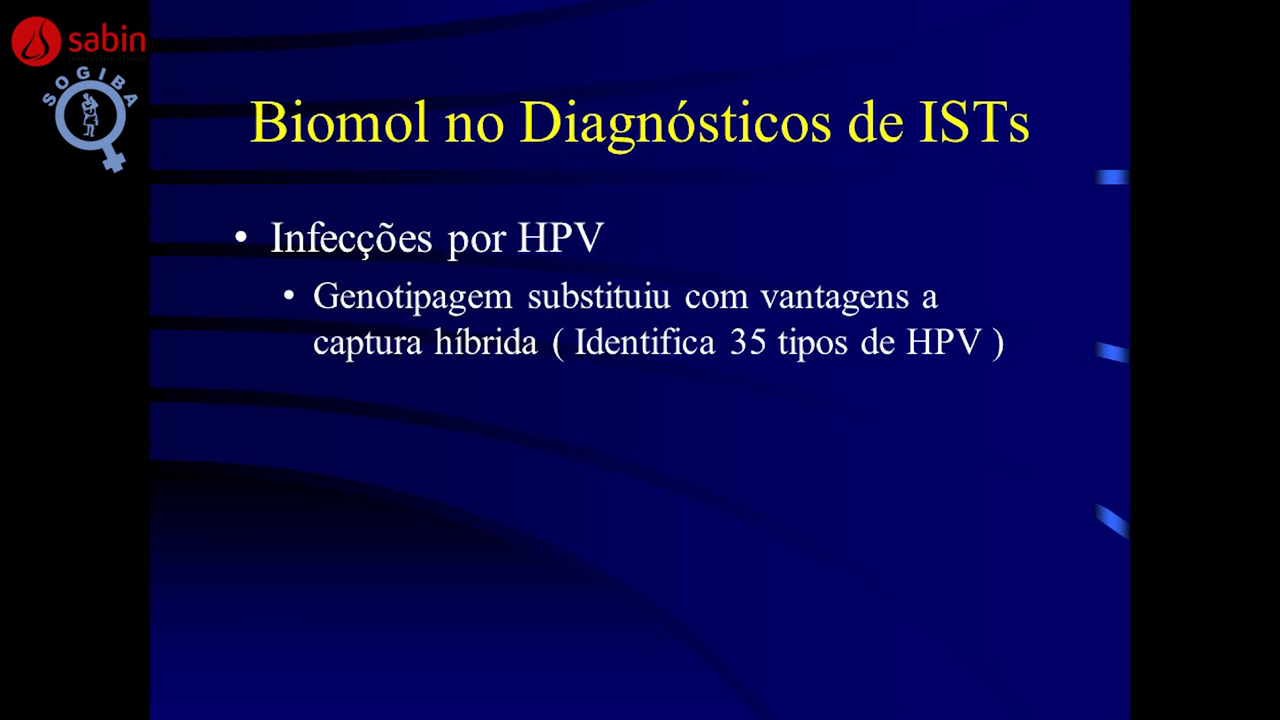 sabin
SOGIBA
Biomol no Diagnósticos de ISTs
• Infecções por HPV
• Genotipagem substituiu com vantagens a
captura híbrida ( Identifica 35 tipos de HPV )